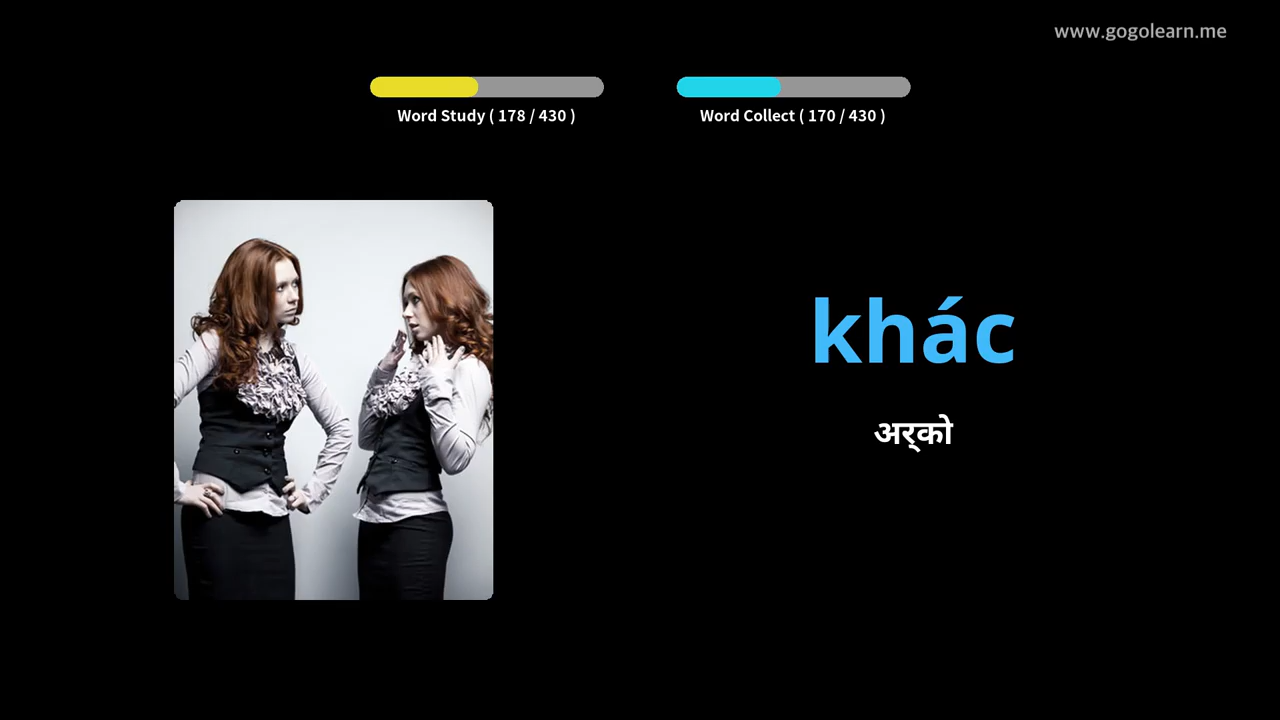 www.gogolearn.me
Word Study ( 178 / 430 )
Word Collect ( 170 / 430 )
khác
अर्‍को